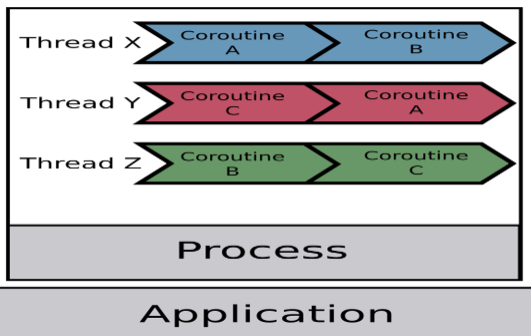 Thread X
Coroutine
A
Coroutine
B
Thread Y
Coroutine
C
Coroutine
A
Thread Z
Coroutine
B
Coroutine
C
Process
Application